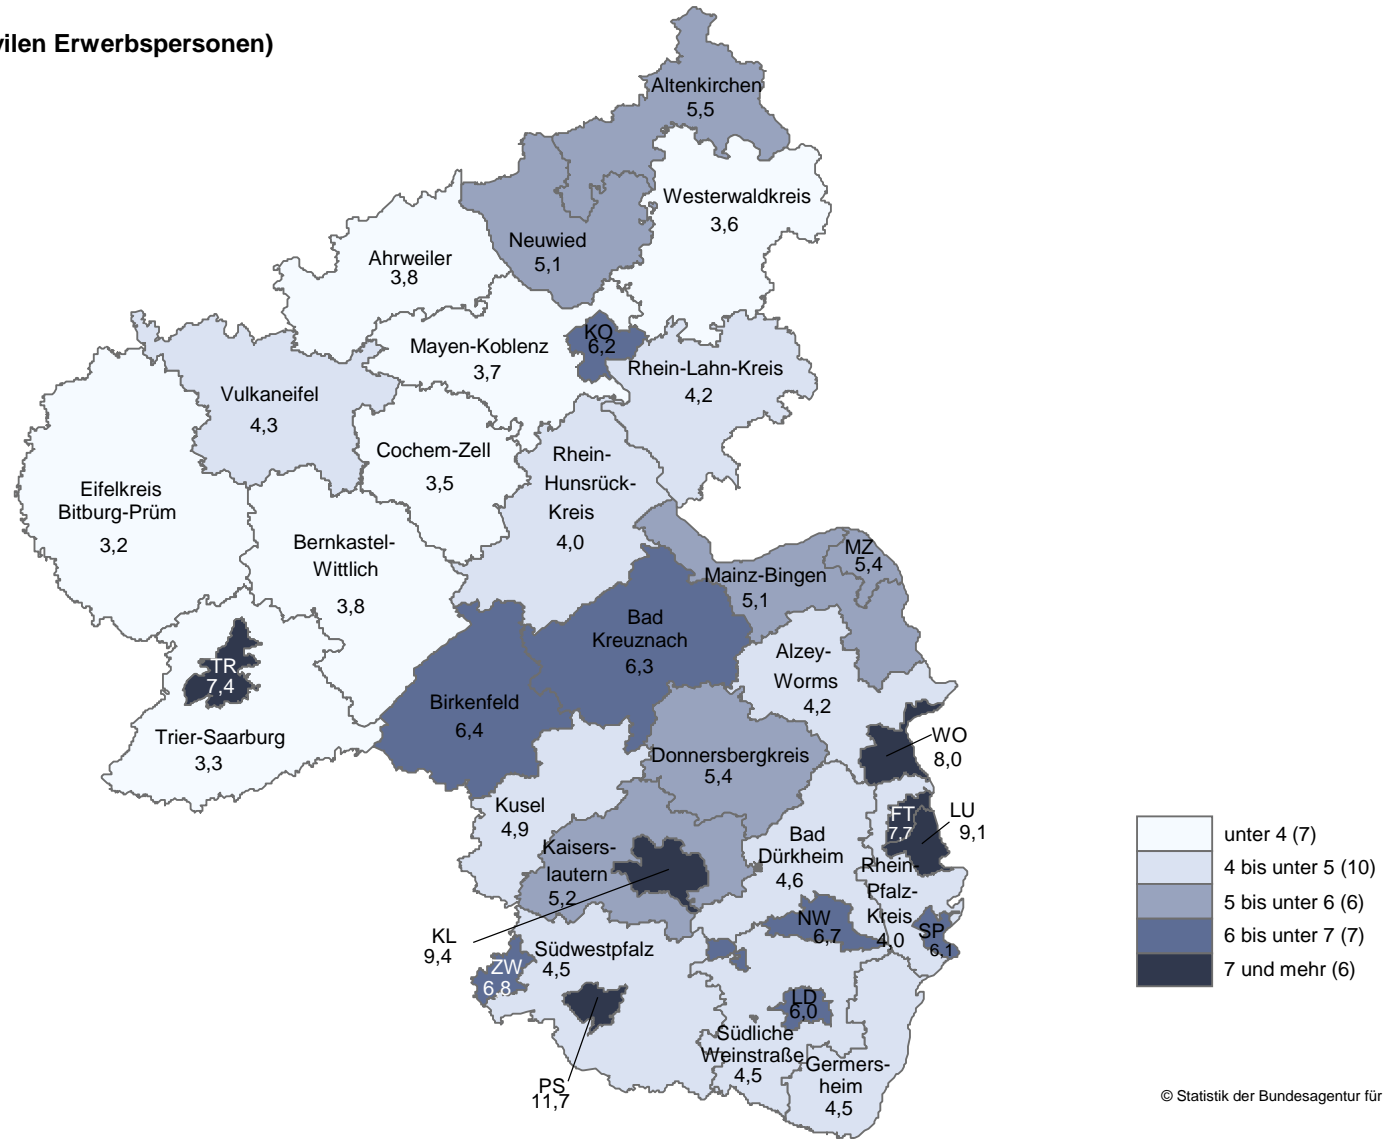 vilen Erwerbspersonen)
Altenkirchen
5,5
Westerwaldkreis
3,6
Neuwied
5,1
Ahrweiler
3,8
KO
6,2
Mayen-Koblenz
3,7
Rhein-Lahn-Kreis
4,2
Vulkaneifel
4,3
Cochem-Zell
3,5
Rhein-
Hunsrück-
Kreis
4,0
Eifelkreis
Bitburg-Prüm
3,2
Bernkastel-
Wittlich
3,8
MZ
5,4
Mainz-Bingen
5,1
Bad
Kreuznach
6,3
Alzey-
Worms
4,2
TR
7,4
Birkenfeld
6,4
Trier-Saarburg
3,3
WO
8,0
Donnersbergkreis
5,4
Kusel
4,9
FT
7,7
LU
9,1
Kaisers-
lautern
5,2
Bad
Dürkheim
4,6
Rhein-
Pfalz-
Kreis
4,0
NW
6,7
SP
6,1
KL
9,4
Südwestpfalz
4,5
ZW
6,8
LD
6,0
Südliche
Weinstraße
4,5
Germers-
heim
4,5
PS
11,7
unter 4 (7)
4 bis unter 5 (10)
5 bis unter 6 (6)
6 bis unter 7 (7)
7 und mehr (6)
© Statistik der Bundesagentur für